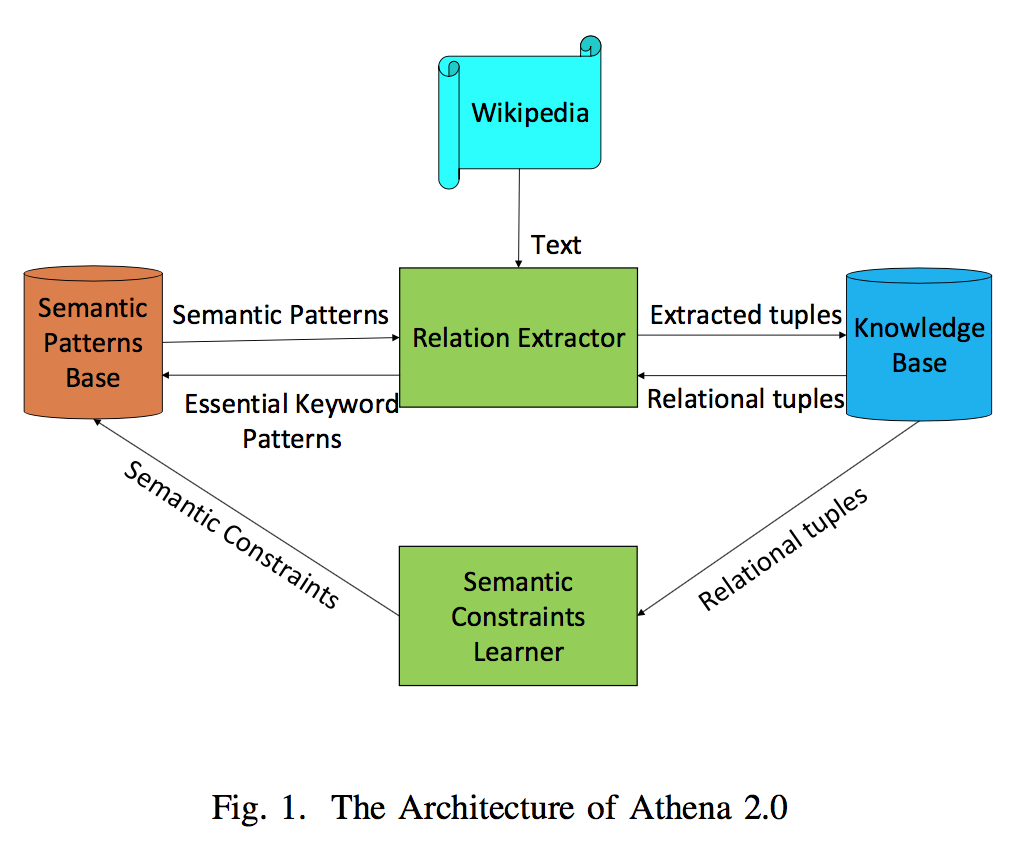 Wikipedia
Text
Semantic
Patterns
Base
Semantic Patterns
Essential Keyword
Patterns
Relation Extractor
Extracted tuples
Relational tuples
Knowledge
Base
Semantic Constraints
Semantic
Constraints
Learner
Relational tuples
Fig. 1. The Architecture of Athena 2.0